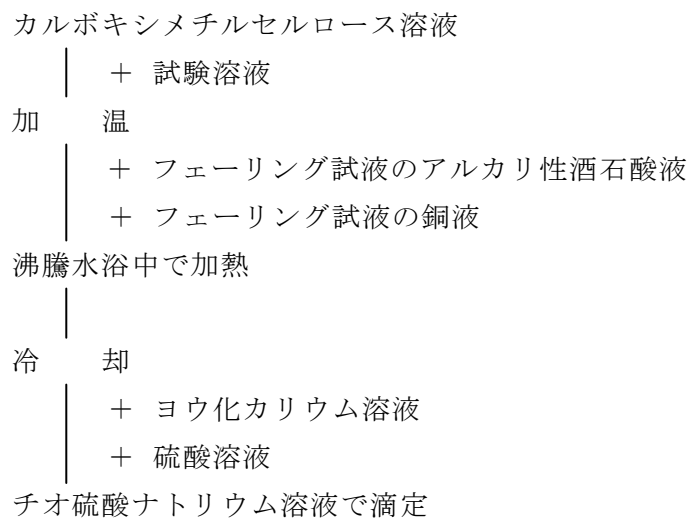 カルボキシメチルセルロース溶液
＋ 試験溶液
加　　温
＋ フェーリング試液のアルカリ性酒石酸液
＋ フェーリング試液の銅液
沸騰水浴中で加熱
冷　　却
＋ ヨウ化カリウム溶液
＋ 硫酸溶液
チオ硫酸ナトリウム溶液で滴定